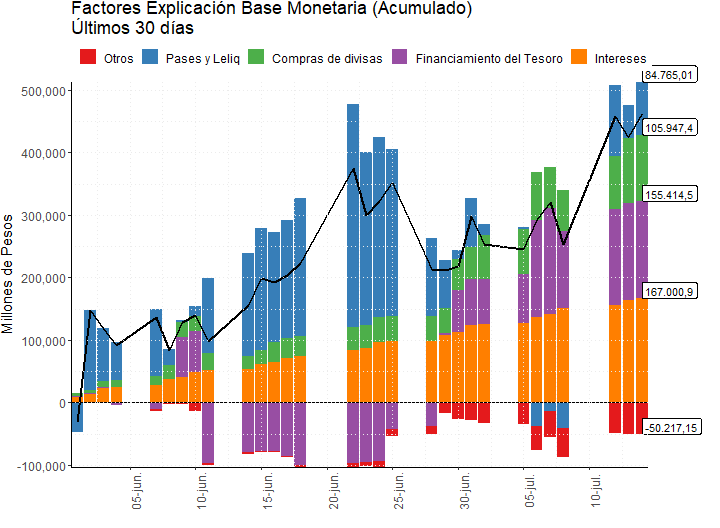 Factores Explicación Base Monetaria (Acumulado)
Últimos 30 días
Otros Pases y Leliq Compras de divisas Financiamiento del Tesoro Intereses
Millones de Pesos
500,000
400,000
300,000
200,000
100,000
0
-100,000
84.765,01
105.947,4
155.414,5
167.000,9
-50.217,15
05-jun.
10-jun.
15-jun.
20-jun.
25-jun.
30-jun.
05-jul.
10-jul.